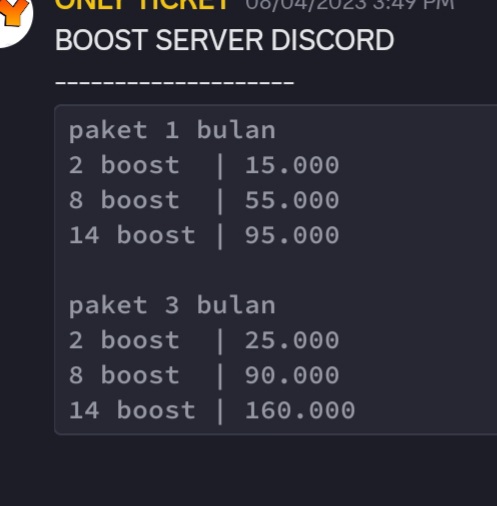 ONLY TICKET 08/04/2023 3:49 PM
BOOST SERVER DISCORD
--------------------
paket 1 bulan
2 boost  | 15.000
8 boost  | 55.000
14 boost | 95.000
paket 3 bulan
2 boost  | 25.000
8 boost  | 90.000
14 boost | 160.000